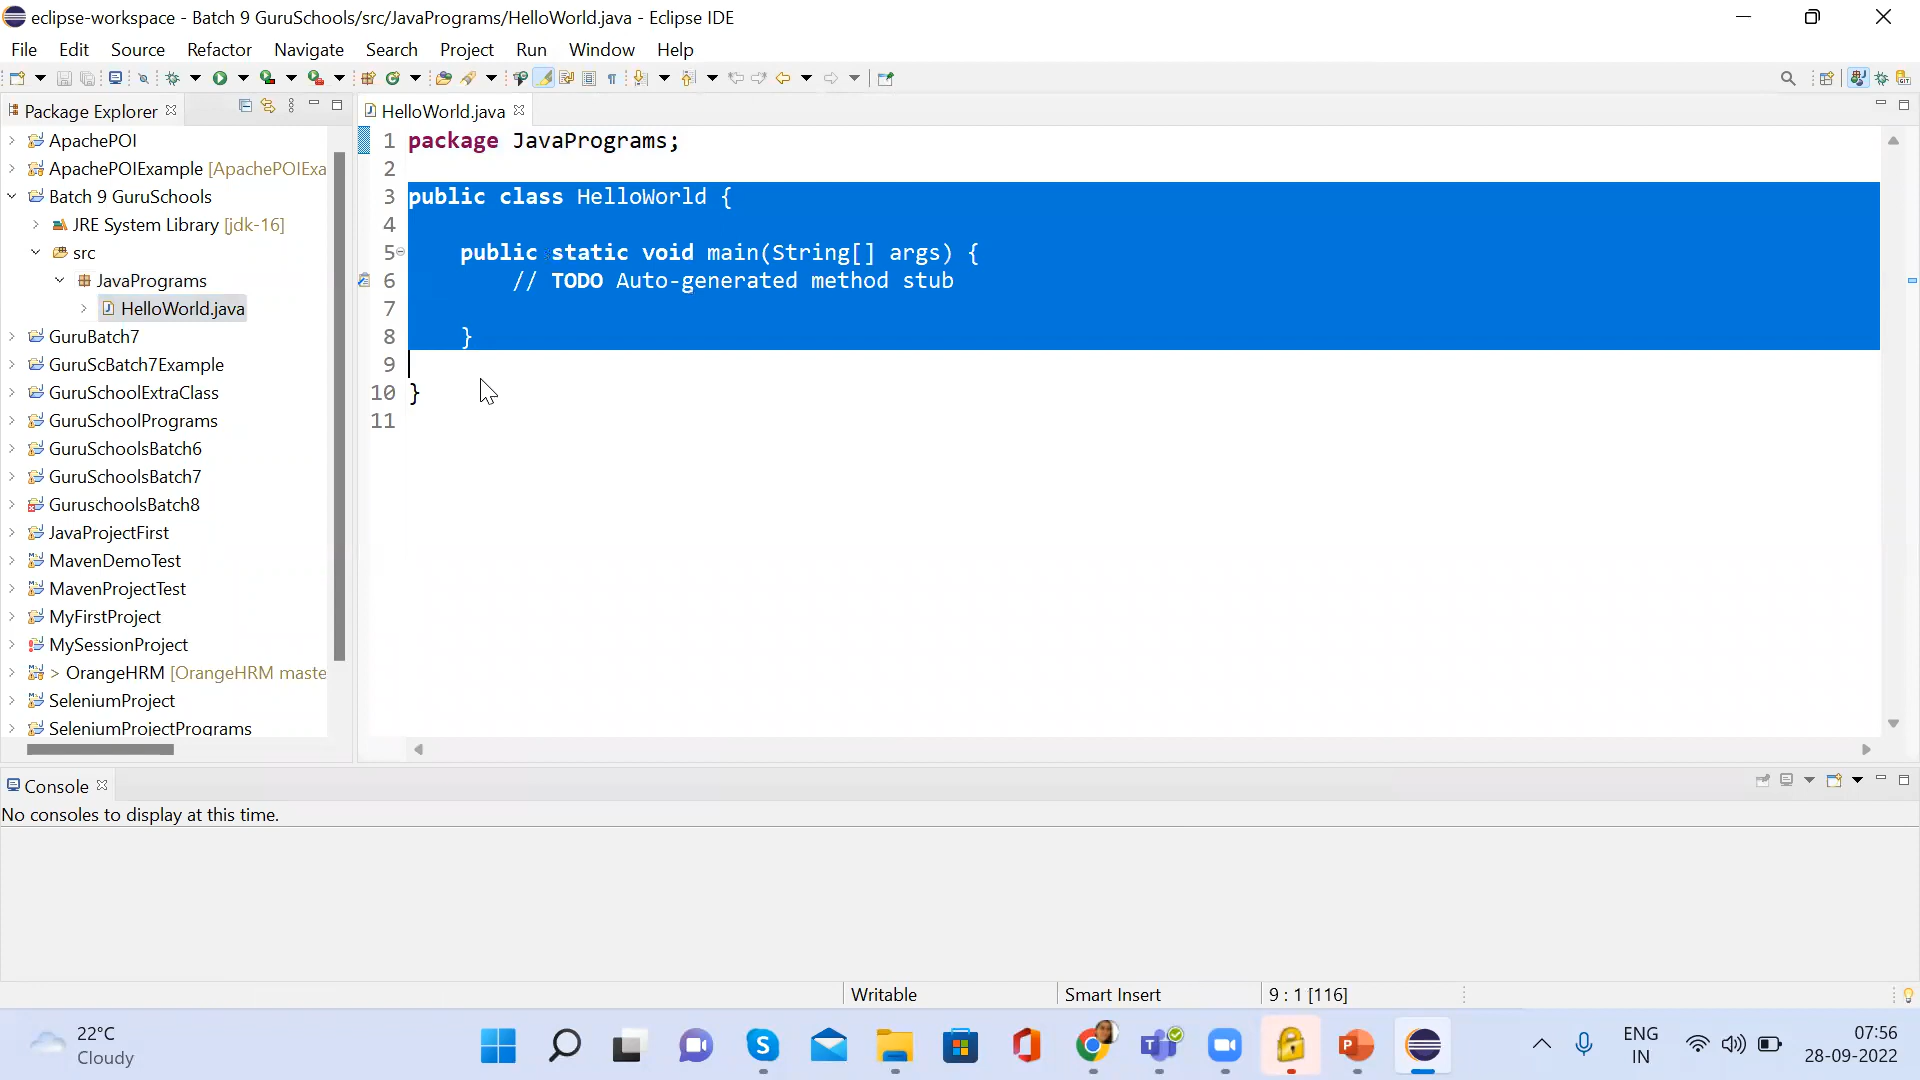 eclipse-workspace - Batch 9 GuruSchools/src/JavaPrograms/HelloWorld.java - Eclipse IDE
File Edit Source Refactor Navigate Search Project Run Window Help
Package Explorer
HelloWorld.java
ApachePOI
ApachePOIExample [ApachePOIExa
Batch 9 GuruSchools
JRE System Library [jdk-16]
src
JavaPrograms
HelloWorld.java
GuruBatch7
GuruScBatch7Example
GuruSchoolExtraClass
GuruSchoolPrograms
GuruSchoolsBatch6
GuruSchoolsBatch7
GuruschoolsBatch8
JavaProjectFirst
MavenDemoTest
MavenProjectTest
MyFirstProject
MySessionProject
> OrangeHRM [OrangeHRM maste
SeleniumProject
SeleniumProjectPrograms
1 package JavaPrograms;
2
3 public class HelloWorld {
4
5 public static void main(String[] args) {
6 // TODO Auto-generated method stub
7
8 }
9
10 }
11
Console
No consoles to display at this time.
Writable Smart Insert 9 : 1 [116]
22°C
Cloudy
ENG
IN
07:56
28-09-2022